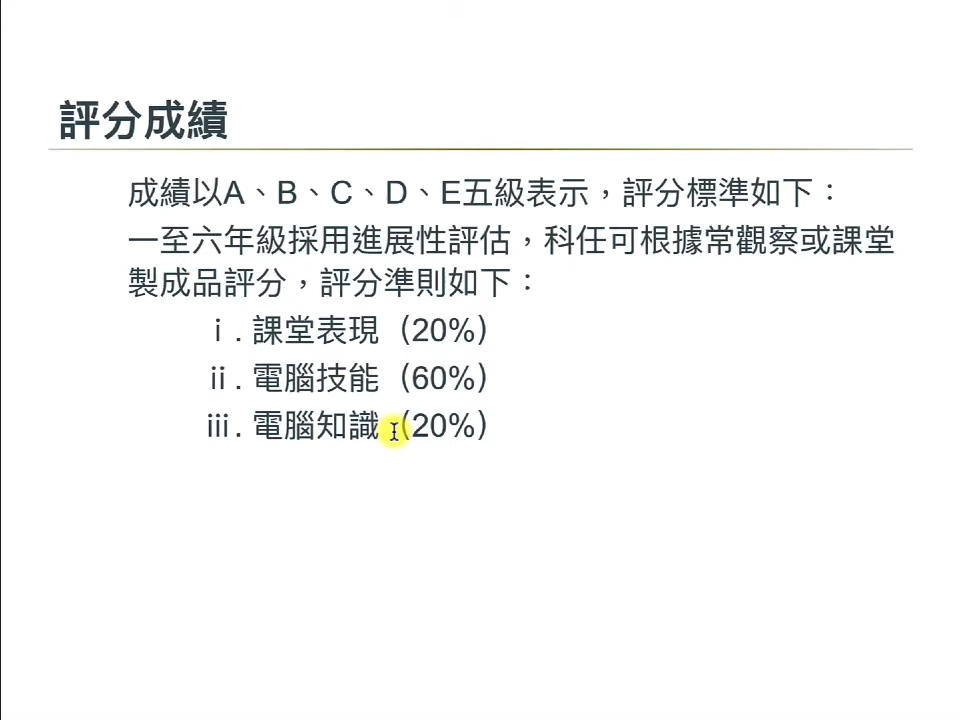 評分成績
成績以A、B、C、D、E五級表示，評分標準如下：
一至六年級採用進展性評估，科任可根據常觀察或課堂
製成品評分，評分準則如下：
i . 課堂表現（20%）
ii . 電腦技能（60%）
iii . 電腦知識（20%）